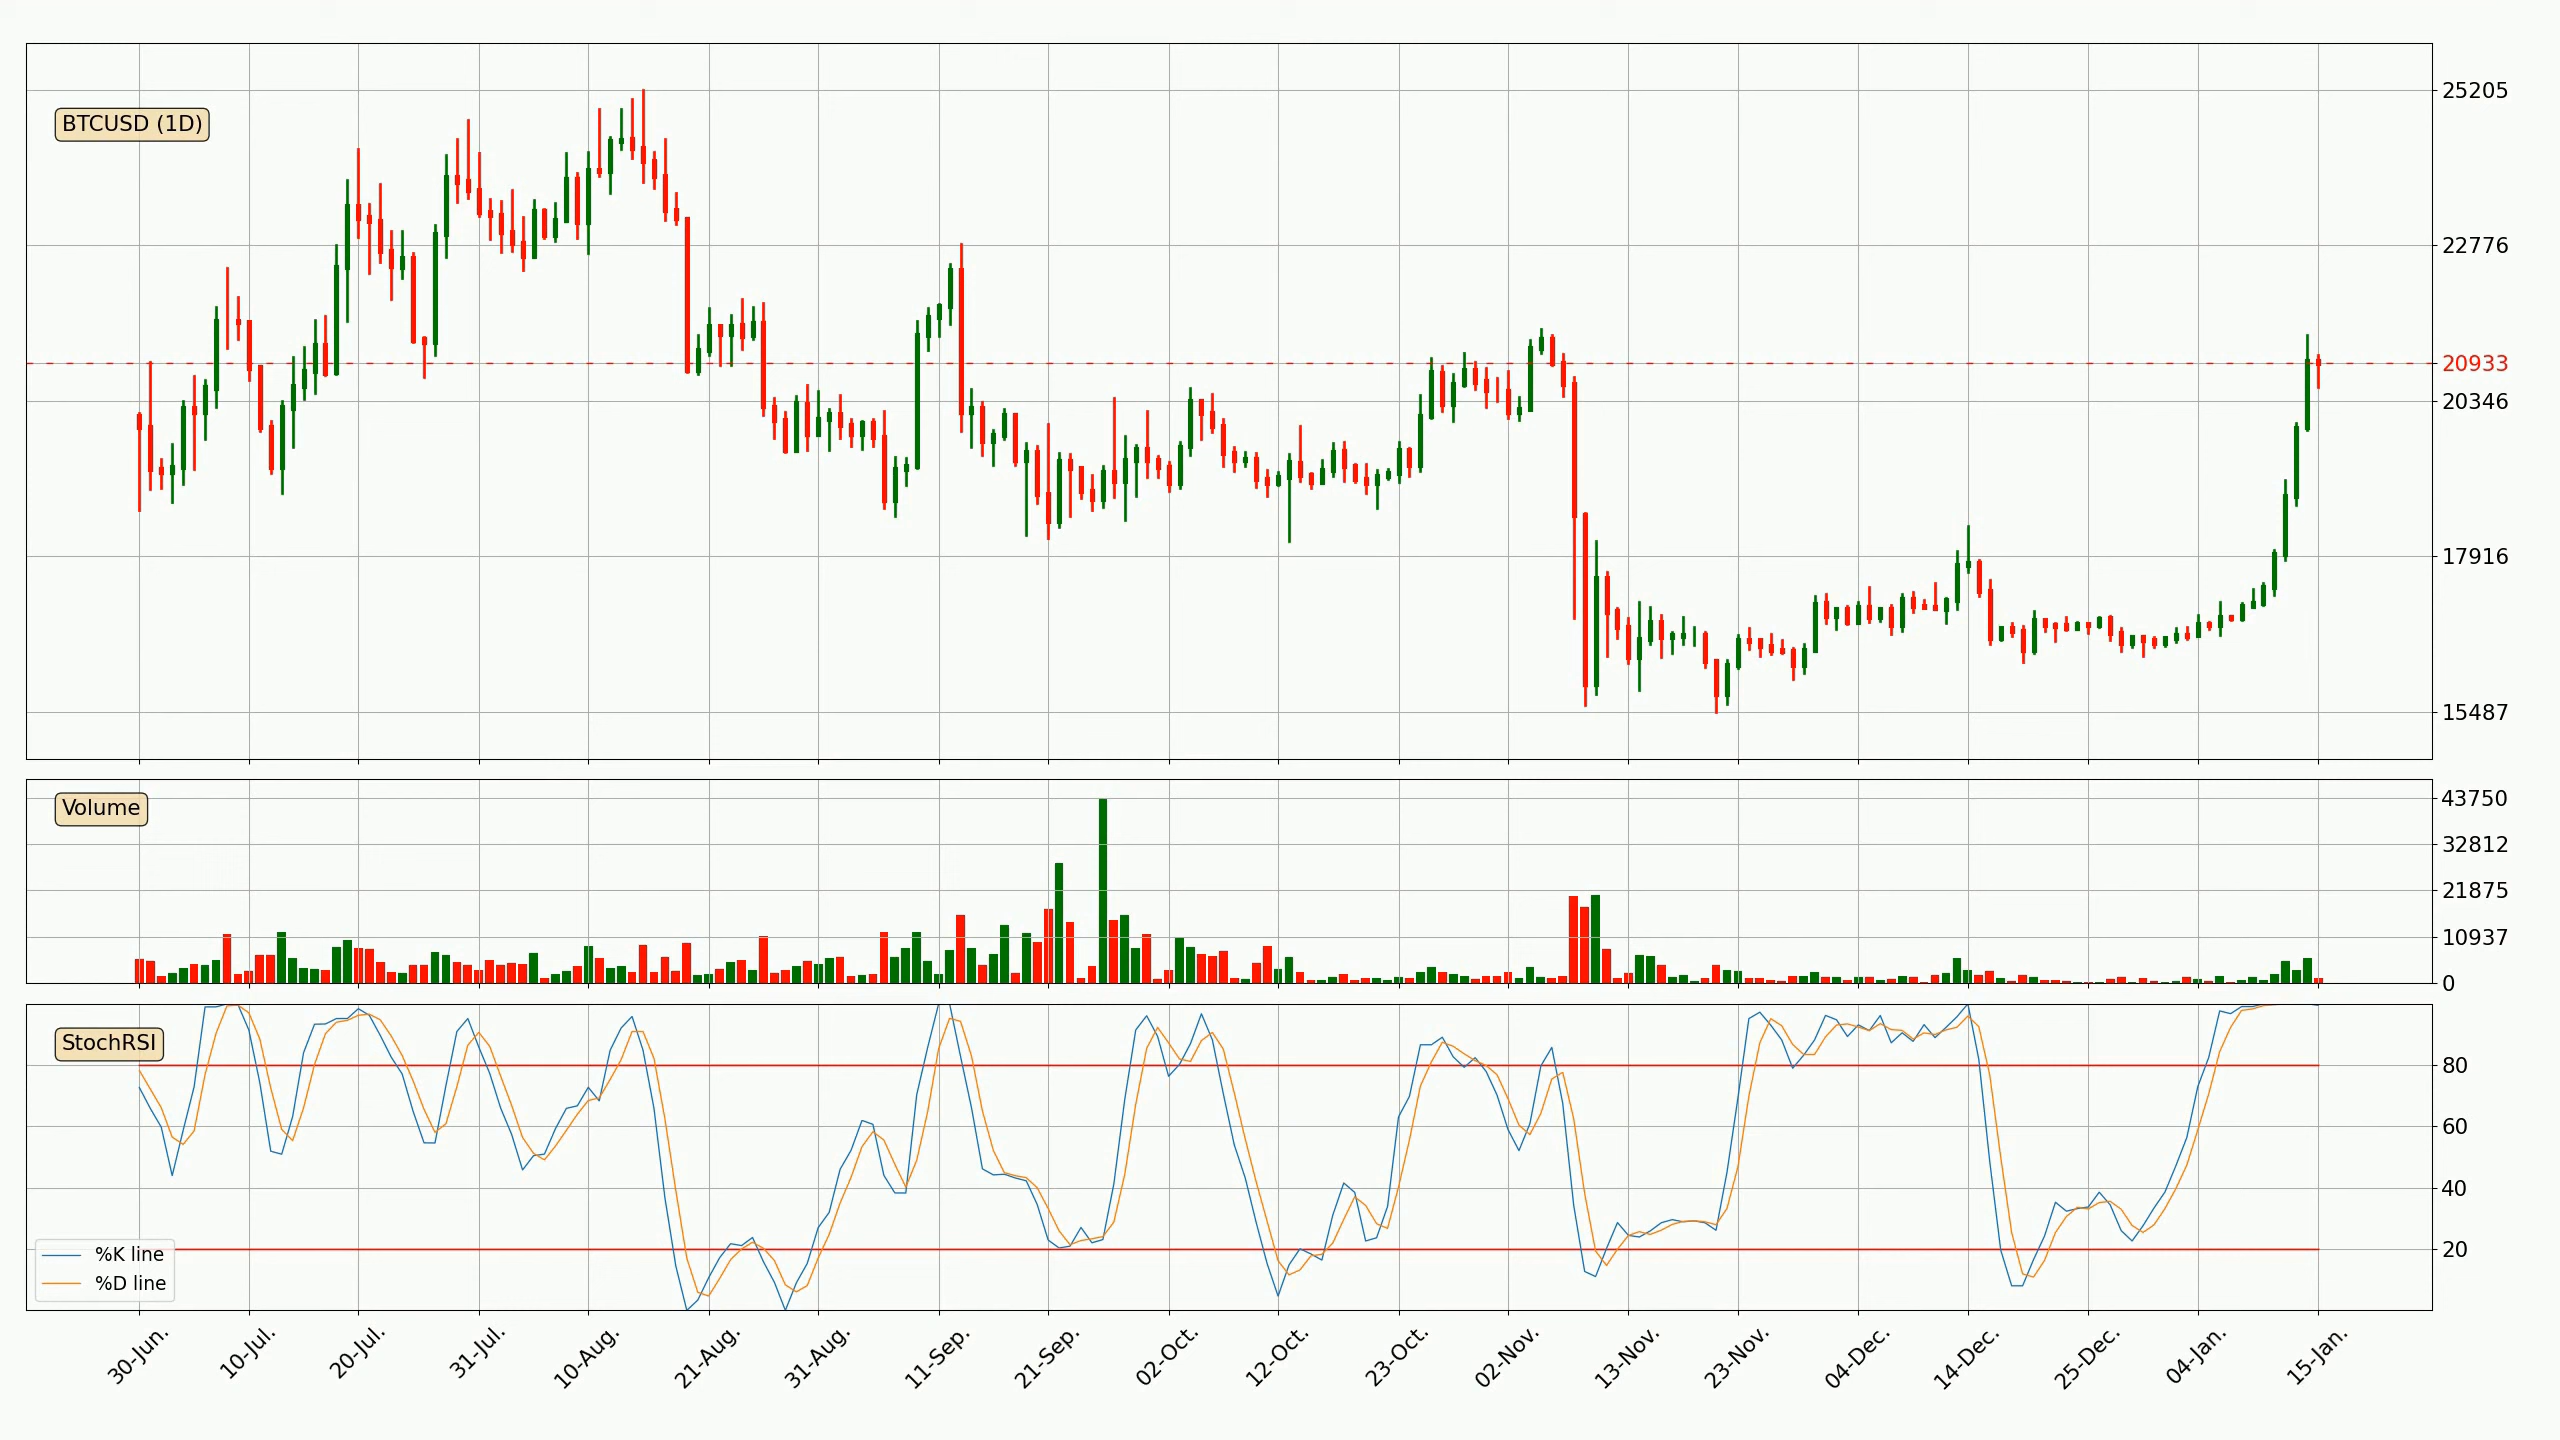 BTCUSD (1D)
25205
22776
20933
20346
17916
15487
Volume
43750
32812
21875
10937
0
StochRSI
80
60
40
20
%K line
%D line
30-Jun.
10-Jul.
20-Jul.
31-Jul.
10-Aug.
21-Aug.
31-Aug.
11-Sep.
21-Sep.
02-Oct.
12-Oct.
23-Oct.
02-Nov.
13-Nov.
23-Nov.
04-Dec.
14-Dec.
25-Dec.
04-Jan.
15-Jan.